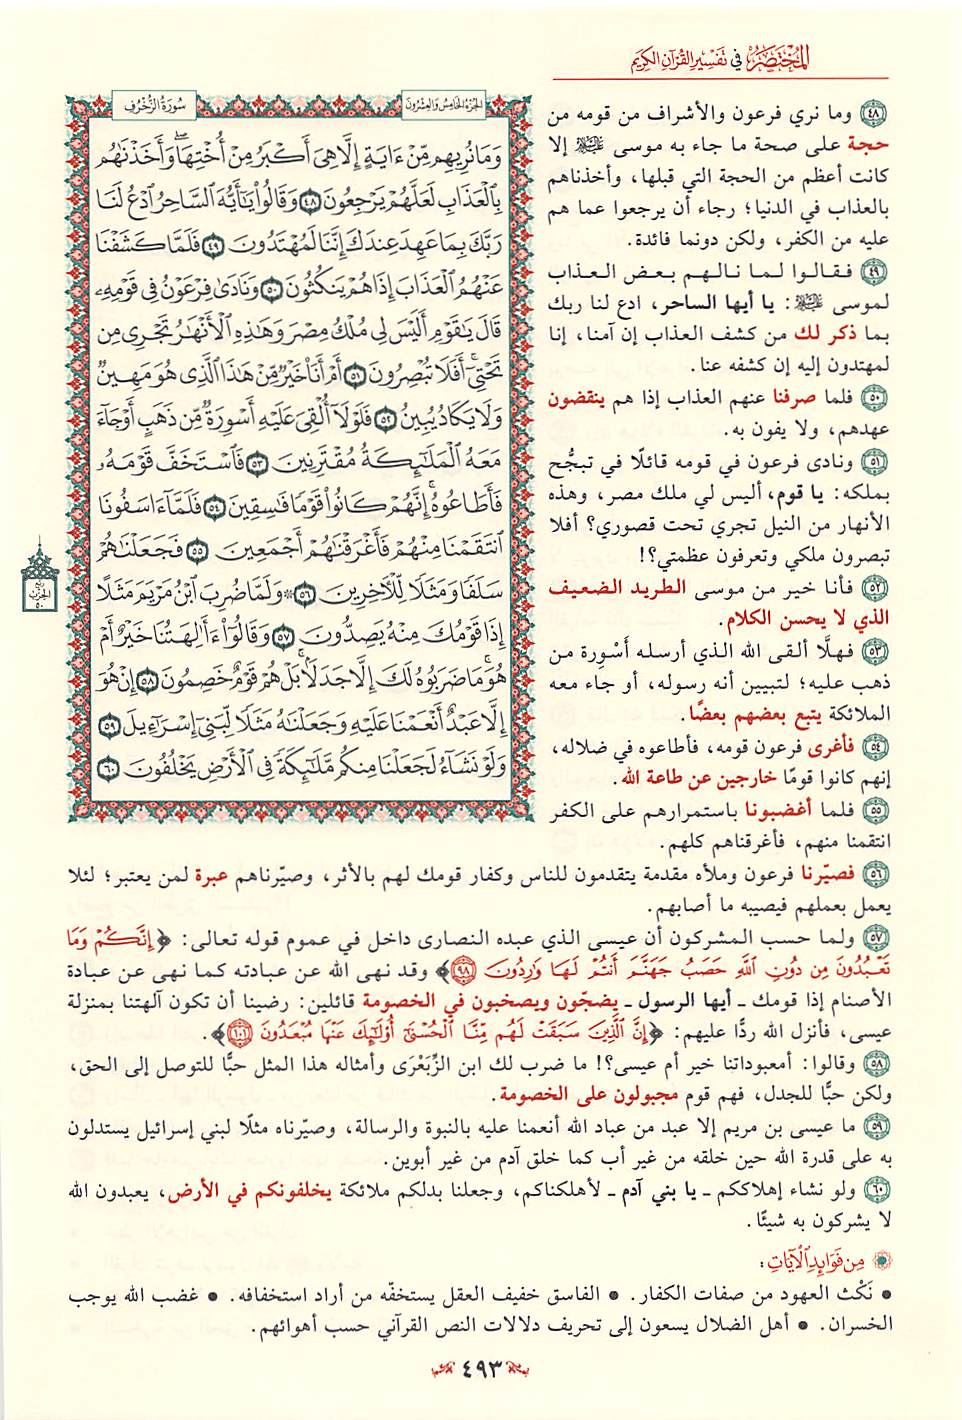 المختصر في تفسير القرآن الكريم
الجزء الخامس والعشرون
سورة الزخرف
وَمَا نُرِيهِم مِّنْ ءَايَةٍ إِلَّا هِىَ أَكْبَرُ مِنْ أُخْتِهَا ۖ وَأَخَذْنَٰهُم
بِٱلْعَذَابِ لَعَلَّهُمْ يَرْجِعُونَ ٤٨ وَقَالُوا۟ يَٰٓأَيُّهَ ٱلسَّاحِرُ ٱدْعُ لَنَا
رَبَّكَ بِمَا عَهِدَ عِندَكَ إِنَّنَا لَمُهْتَدُونَ ٤٩ فَلَمَّا كَشَفْنَا
عَنْهُمُ ٱلْعَذَابَ إِذَا هُمْ يَنكُثُونَ ٥٠ وَنَادَىٰ فِرْعَوْنُ فِى قَوْمِهِۦ
قَالَ يَٰقَوْمِ أَلَيْسَ لِى مُلْكُ مِصْرَ وَهَٰذِهِ ٱلْأَنْهَٰرُ تَجْرِى مِن
تَحْتِىٓ ۖ أَفَلَا تُبْصِرُونَ ٥١ أَمْ أَنَا۠ خَيْرٌ مِّنْ هَٰذَا ٱلَّذِى هُوَ مَهِينٌ
وَلَا يَكَادُ يُبِينُ ٥٢ فَلَوْلَآ أُلْقِىَ عَلَيْهِ أَسْوِرَةٌ مِّن ذَهَبٍ أَوْ جَآءَ
مَعَهُ ٱلْمَلَٰٓئِكَةُ مُقْتَرِنِينَ ٥٣ فَٱسْتَخَفَّ قَوْمَهُۥ
فَأَطَاعُوهُ ۚ إِنَّهُمْ كَانُوا۟ قَوْمًا فَٰسِقِينَ ٥٤ فَلَمَّآ ءَاسَفُونَا
ٱنتَقَمْنَا مِنْهُمْ فَأَغْرَقْنَٰهُمْ أَجْمَعِينَ ٥٥ فَجَعَلْنَٰهُمْ
سَلَفًا وَمَثَلًا لِّلْءَاخِرِينَ ٥٦ ۞ وَلَمَّا ضُرِبَ ٱبْنُ مَرْيَمَ مَثَلًا
إِذَا قَوْمُكَ مِنْهُ يَصِدُّونَ ٥٧ وَقَالُوٓا۟ ءَأَٰلِهَتُنَا خَيْرٌ أَمْ
هُوَ ۚ مَا ضَرَبُوهُ لَكَ إِلَّا جَدَلًۢا ۚ بَلْ هُمْ قَوْمٌ خَصِمُونَ ٥٨ إِنْ هُوَ
إِلَّا عَبْدٌ أَنْعَمْنَا عَلَيْهِ وَجَعَلْنَٰهُ مَثَلًا لِّبَنِىٓ إِسْرَٰٓءِيلَ ٥٩
وَلَوْ نَشَآءُ لَجَعَلْنَا مِنكُم مَّلَٰٓئِكَةً فِى ٱلْأَرْضِ يَخْلُفُونَ ٦٠
ربع
الحزب
٥٠
٤٨ وما نري فرعون والأشراف من قومه من
حجة على صحة ما جاء به موسى ﷺ إلا
كانت أعظم من الحجة التي قبلها، وأخذناهم
بالعذاب في الدنيا؛ رجاء أن يرجعوا عما هم
عليه من الكفر، ولكن دونما فائدة.
٤٩ فقالوا لما نالهم بعض العذاب
لموسى ﷺ: يا أيها الساحر، ادع لنا ربك
بما ذكر لك من كشف العذاب إن آمنا، إنا
لمهتدون إليه إن كشفه عنا.
٥٠ فلما صرفنا عنهم العذاب إذا هم ينقضون
عهدهم، ولا يفون به.
٥١ ونادى فرعون في قومه قائلًا في تبجُّح
بملكه: يا قوم، أليس لي ملك مصر، وهذه
الأنهار من النيل تجري تحت قصوري؟ أفلا
تبصرون ملكي وتعرفون عظمتي؟!
٥٢ فأنا خير من موسى الطريد الضعيف
الذي لا يحسن الكلام.
٥٣ فهلَّا ألقى الله الذي أرسله أَسْوِرة من
ذهب عليه؛ لتبيين أنه رسوله، أو جاء معه
الملائكة يتبع بعضهم بعضًا.
٥٤ فأغرى فرعون قومه، فأطاعوه في ضلاله،
إنهم كانوا قومًا خارجين عن طاعة الله.
٥٥ فلما أغضبونا باستمرارهم على الكفر
انتقمنا منهم، فأغرقناهم كلهم.
٥٦ فصيّرنا فرعون وملأه مقدمة يتقدمون للناس وكفار قومك لهم بالأثر، وصيّرناهم عبرة لمن يعتبر؛ لئلا
يعمل بعملهم فيصيبه ما أصابهم.
٥٧ ولما حسب المشركون أن عيسى الذي عبده النصارى داخل في عموم قوله تعالى: ﴿إِنَّكُمْ وَمَا
تَعْبُدُونَ مِن دُونِ اللَّهِ حَصَبُ جَهَنَّمَ أَنتُمْ لَهَا وَارِدُونَ ٩٨﴾ وقد نهى الله عن عبادته كما نهى عن عبادة
الأصنام إذا قومك ـ أيها الرسول ـ يضجّون ويصخبون في الخصومة قائلين: رضينا أن تكون آلهتنا بمنزلة
عيسى، فأنزل الله ردًّا عليهم: ﴿إِنَّ الَّذِينَ سَبَقَتْ لَهُم مِّنَّا الْحُسْنَىٰ أُوْلَٰئِكَ عَنْهَا مُبْعَدُونَ ١٠١﴾.
٥٨ وقالوا: أمعبوداتنا خير أم عيسى؟! ما ضرب لك ابن الزِّبَعْرَى وأمثاله هذا المثل حبًّا للتوصل إلى الحق،
ولكن حبًّا للجدل، فهم قوم مجبولون على الخصومة.
٥٩ ما عيسى بن مريم إلا عبد من عباد الله أنعمنا عليه بالنبوة والرسالة، وصيّرناه مثلًا لبني إسرائيل يستدلون
به على قدرة الله حين خلقه من غير أب كما خلق آدم من غير أبوين.
٦٠ ولو نشاء إهلاككم ـ يا بني آدم ـ لأهلكناكم، وجعلنا بدلكم ملائكة يخلفونكم في الأرض، يعبدون الله
لا يشركون به شيئًا.
من فوائد الآيات:
• نَكْث العهود من صفات الكفار. • الفاسق خفيف العقل يستخفّه من أراد استخفافه. • غضب الله يوجب
الخسران. • أهل الضلال يسعون إلى تحريف دلالات النص القرآني حسب أهوائهم.
٤٩٣